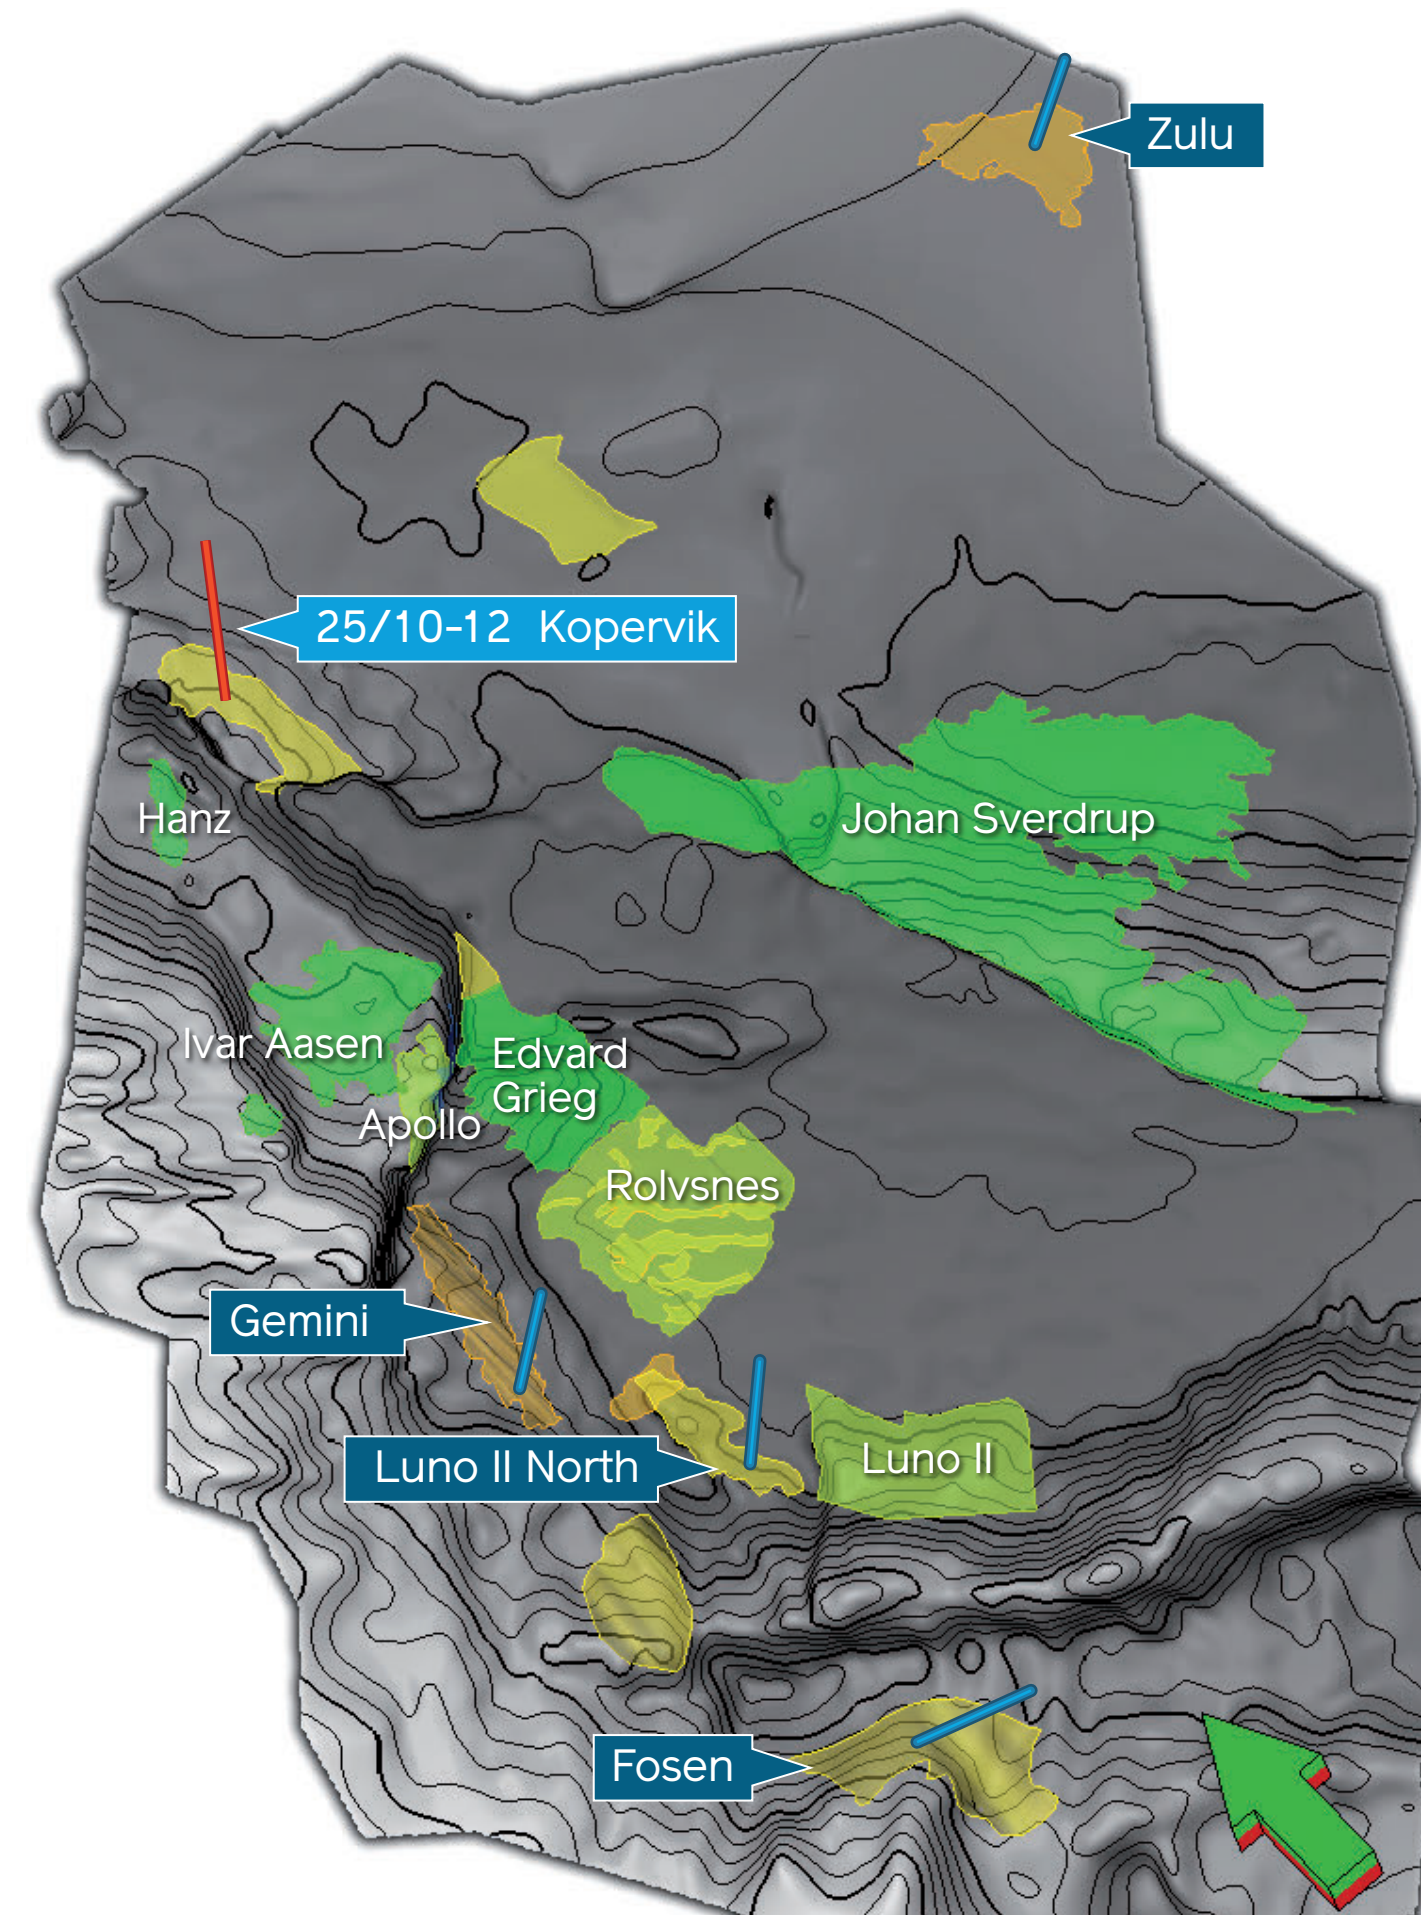 Zulu
25/10-12 Kopervik
Hanz
Johan Sverdrup
Ivar Aasen
Edvard
Grieg
Apollo
Rolvsnes
Gemini
Luno II
Luno II North
Fosen